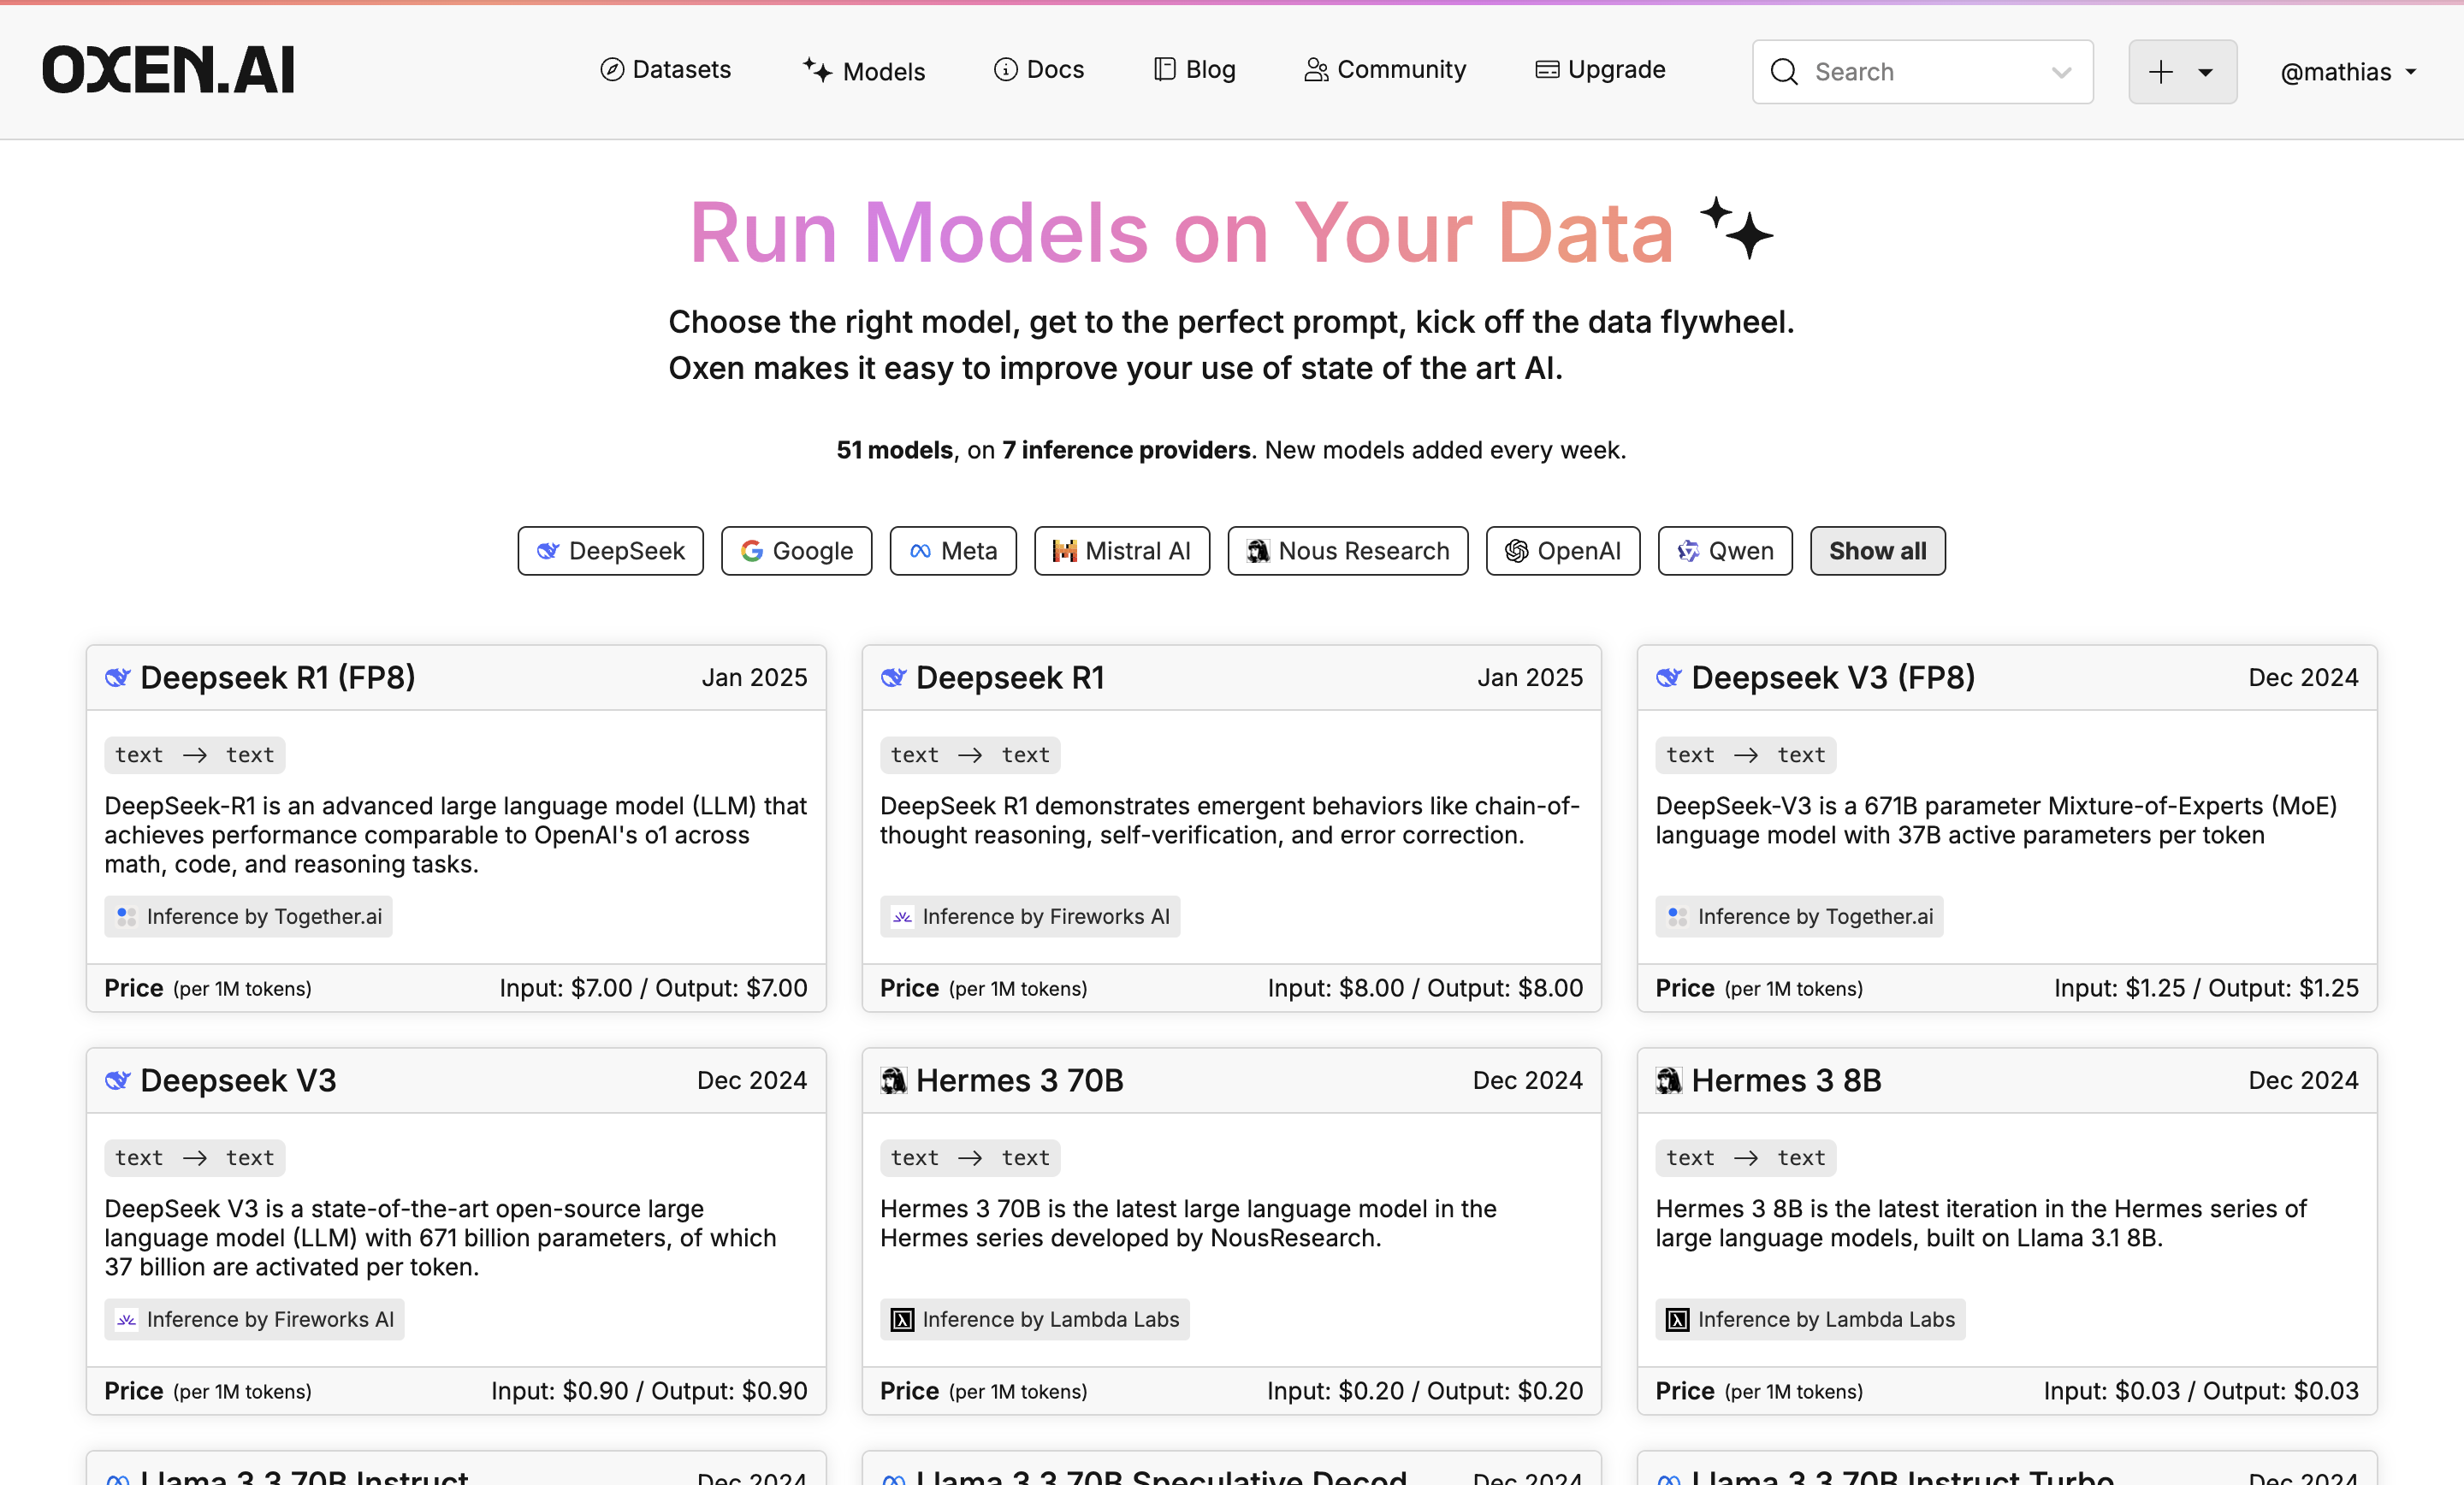 OXEN.AI
Datasets
Models
Docs
Blog
Community
Upgrade
Search
@mathias
Run Models on Your Data
Choose the right model, get to the perfect prompt, kick off the data flywheel.
Oxen makes it easy to improve your use of state of the art AI.
51 models, on 7 inference providers. New models added every week.
DeepSeek
Google
Meta
Mistral AI
Nous Research
OpenAI
Qwen
Show all
Deepseek R1 (FP8)
Jan 2025
text → text
DeepSeek-R1 is an advanced large language model (LLM) that
achieves performance comparable to OpenAI's o1 across
math, code, and reasoning tasks.
Inference by Together.ai
Price (per 1M tokens)
Input: $7.00 / Output: $7.00
Deepseek R1
Jan 2025
text → text
DeepSeek R1 demonstrates emergent behaviors like chain-of-
thought reasoning, self-verification, and error correction.
Inference by Fireworks AI
Price (per 1M tokens)
Input: $8.00 / Output: $8.00
Deepseek V3 (FP8)
Dec 2024
text → text
DeepSeek-V3 is a 671B parameter Mixture-of-Experts (MoE)
language model with 37B active parameters per token
Inference by Together.ai
Price (per 1M tokens)
Input: $1.25 / Output: $1.25
Deepseek V3
Dec 2024
text → text
DeepSeek V3 is a state-of-the-art open-source large
language model (LLM) with 671 billion parameters, of which
37 billion are activated per token.
Inference by Fireworks AI
Price (per 1M tokens)
Input: $0.90 / Output: $0.90
Hermes 3 70B
Dec 2024
text → text
Hermes 3 70B is the latest large language model in the
Hermes series developed by NousResearch.
Inference by Lambda Labs
Price (per 1M tokens)
Input: $0.20 / Output: $0.20
Hermes 3 8B
Dec 2024
text → text
Hermes 3 8B is the latest iteration in the Hermes series of
large language models, built on Llama 3.1 8B.
Inference by Lambda Labs
Price (per 1M tokens)
Input: $0.03 / Output: $0.03
Llama 3.3 70B Instruct
Dec 2024
Llama 3.3 70B Speculative Decod
Dec 2024
Llama 3.3 70B Instruct Turbo
Dec 2024